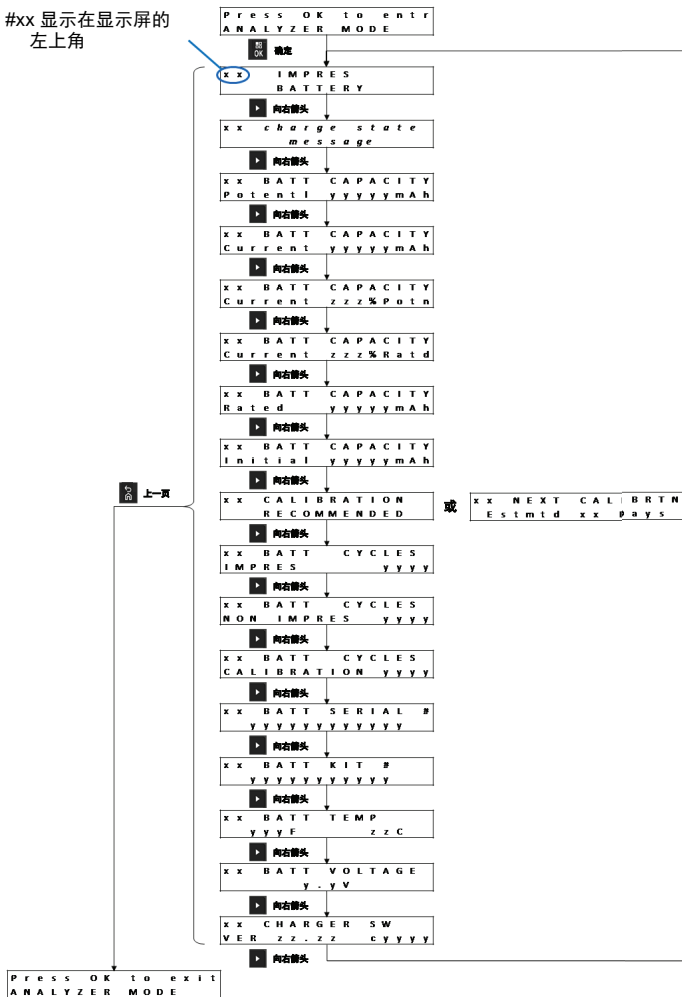 #xx 显示在显示屏的
左上角
Press OK to entr
ANALYZER MODE
OK 确定
xx IMPRES
BATTERY
向右箭头
xx charge state
message
向右箭头
xx BATT CAPACITY
Potentl yyyyymAh
向右箭头
xx BATT CAPACITY
Current yyyyymAh
向右箭头
xx BATT CAPACITY
Current zzz%Potn
向右箭头
xx BATT CAPACITY
Current zzz%Ratd
向右箭头
xx BATT CAPACITY
Rated yyyyymAh
向右箭头
xx BATT CAPACITY
Initial yyyyymAh
向右箭头
上一页
xx CALIBRATION
RECOMMENDED
或
xx NEXT CALIBRTN
Estmtd xx Days
向右箭头
xx BATT CYCLES
IMPRES yyyy
向右箭头
xx BATT CYCLES
NON IMPRES yyyy
向右箭头
xx BATT CYCLES
CALIBRATION yyyy
向右箭头
xx BATT SERIAL #
yyyyyyyyyyyy
向右箭头
xx BATT KIT #
yyyyyyyyyyy
向右箭头
xx BATT TEMP
yyyF zzC
向右箭头
xx BATT VOLTAGE
y.yV
向右箭头
xx CHARGER SW
VER zz.zz cyyyy
向右箭头
Press OK to exit
ANALYZER MODE